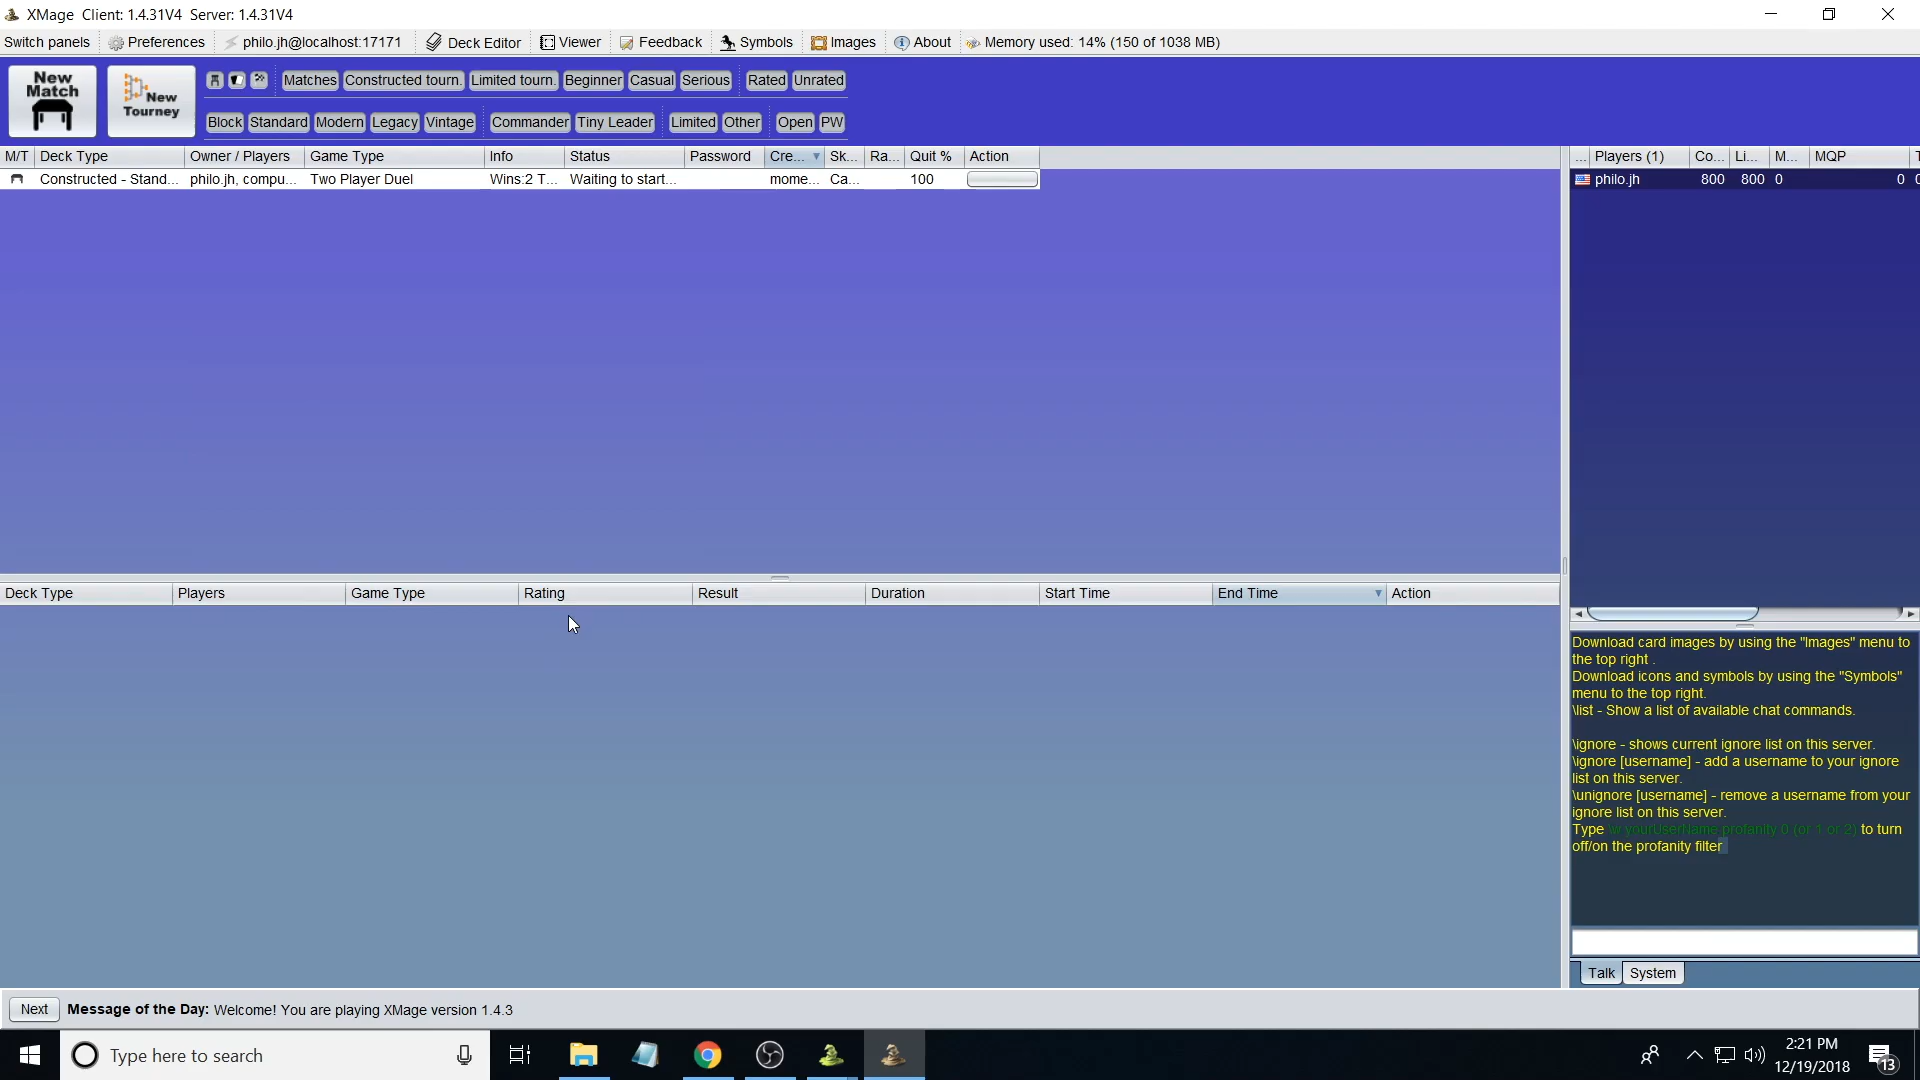 XMage Client: 1.4.31V4 Server: 1.4.31V4
Switch panels Preferences philo.jh@localhost:17171 Deck Editor Viewer Feedback Symbols Images About Memory used: 14% (150 of 1038 MB)
New Match
New Tourney
Matches Constructed tourn. Limited tourn. Beginner Casual Serious Rated Unrated
Block Standard Modern Legacy Vintage Commander Tiny Leader Limited Other Open PW
M/T Deck Type Owner / Players Game Type Info Status Password Cre... Sk... Ra... Quit % Action
Constructed - Stand... philo.jh, compu... Two Player Duel Wins:2 T... Waiting to start... mome... Ca... 100
... Players (1) Co... Li... M... MQP
philo.jh 800 800 0 0
Deck Type Players Game Type Rating Result Duration Start Time End Time Action
Download card images by using the "Images" menu to
the top right .
Download icons and symbols by using the "Symbols"
menu to the top right.
\list - Show a list of available chat commands.
\ignore - shows current ignore list on this server.
\ignore [username] - add a username to your ignore
list on this server.
\unignore [username] - remove a username from your
ignore list on this server.
Type \w yourUserName profanity 0 (or 1 or 2) to turn
off/on the profanity filter
Talk System
Next Message of the Day: Welcome! You are playing XMage version 1.4.3
Type here to search
2:21 PM
12/19/2018
13